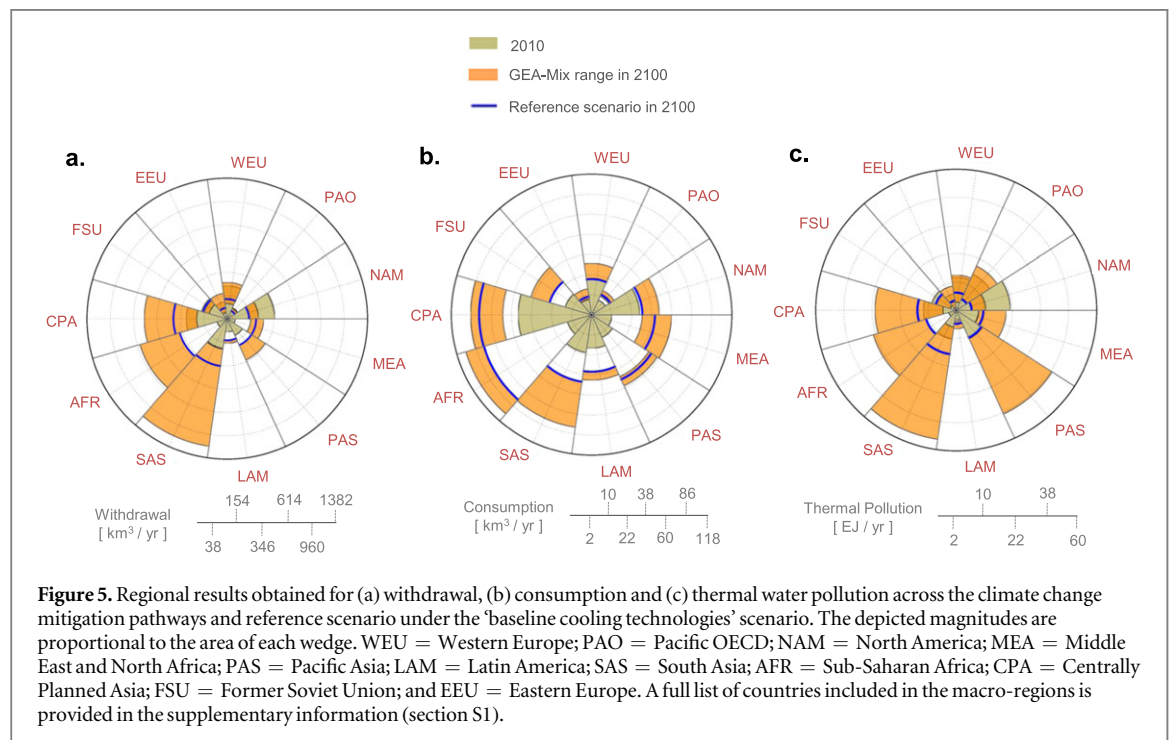 2010
GEA-Mix range in 2100
Reference scenario in 2100
a.
WEU
EEU
PAO
FSU
NAM
CPA
MEA
AFR
PAS
SAS
LAM
154 614 1382
Withdrawal
[ km³ / yr ]
38 346 960
b.
WEU
EEU
PAO
FSU
NAM
CPA
MEA
AFR
PAS
SAS
LAM
10 38 86
Consumption
[ km³ / yr ]
2 22 60 118
c.
WEU
EEU
PAO
FSU
NAM
CPA
MEA
AFR
PAS
SAS
LAM
10 38
Thermal Pollution
[ EJ / yr ]
2 22 60
Figure 5. Regional results obtained for (a) withdrawal, (b) consumption and (c) thermal water pollution across the climate change
mitigation pathways and reference scenario under the ‘baseline cooling technologies’ scenario. The depicted magnitudes are
proportional to the area of each wedge. WEU = Western Europe; PAO = Pacific OECD; NAM = North America; MEA = Middle
East and North Africa; PAS = Pacific Asia; LAM = Latin America; SAS = South Asia; AFR = Sub-Saharan Africa; CPA = Centrally
Planned Asia; FSU = Former Soviet Union; and EEU = Eastern Europe. A full list of countries included in the macro-regions is
provided in the supplementary information (section S1).